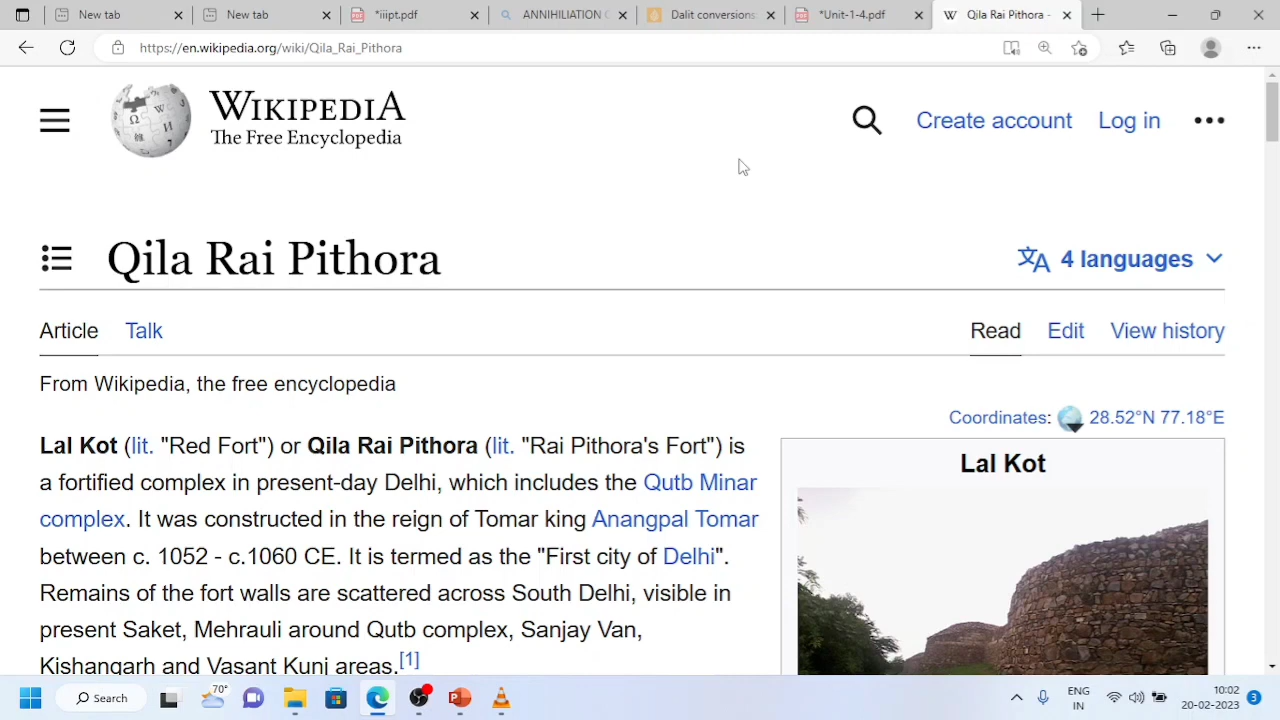 New tab
New tab
*iiipt.pdf
ANNIHILIATION C
Dalit conversions:
*Unit-1-4.pdf
Qila Rai Pithora -
https://en.wikipedia.org/wiki/Qila_Rai_Pithora
WIKIPEDIA
The Free Encyclopedia
Create account
Log in
Qila Rai Pithora
4 languages
Article
Talk
Read
Edit
View history
From Wikipedia, the free encyclopedia
Coordinates: 28.52°N 77.18°E
Lal Kot (lit. "Red Fort") or Qila Rai Pithora (lit. "Rai Pithora's Fort") is
a fortified complex in present-day Delhi, which includes the Qutb Minar
complex. It was constructed in the reign of Tomar king Anangpal Tomar
between c. 1052 - c.1060 CE. It is termed as the "First city of Delhi".
Remains of the fort walls are scattered across South Delhi, visible in
present Saket, Mehrauli around Qutb complex, Sanjay Van,
Kishangarh and Vasant Kunj areas.[1]
Lal Kot
Search
70°
ENG
IN
10:02
20-02-2023
3